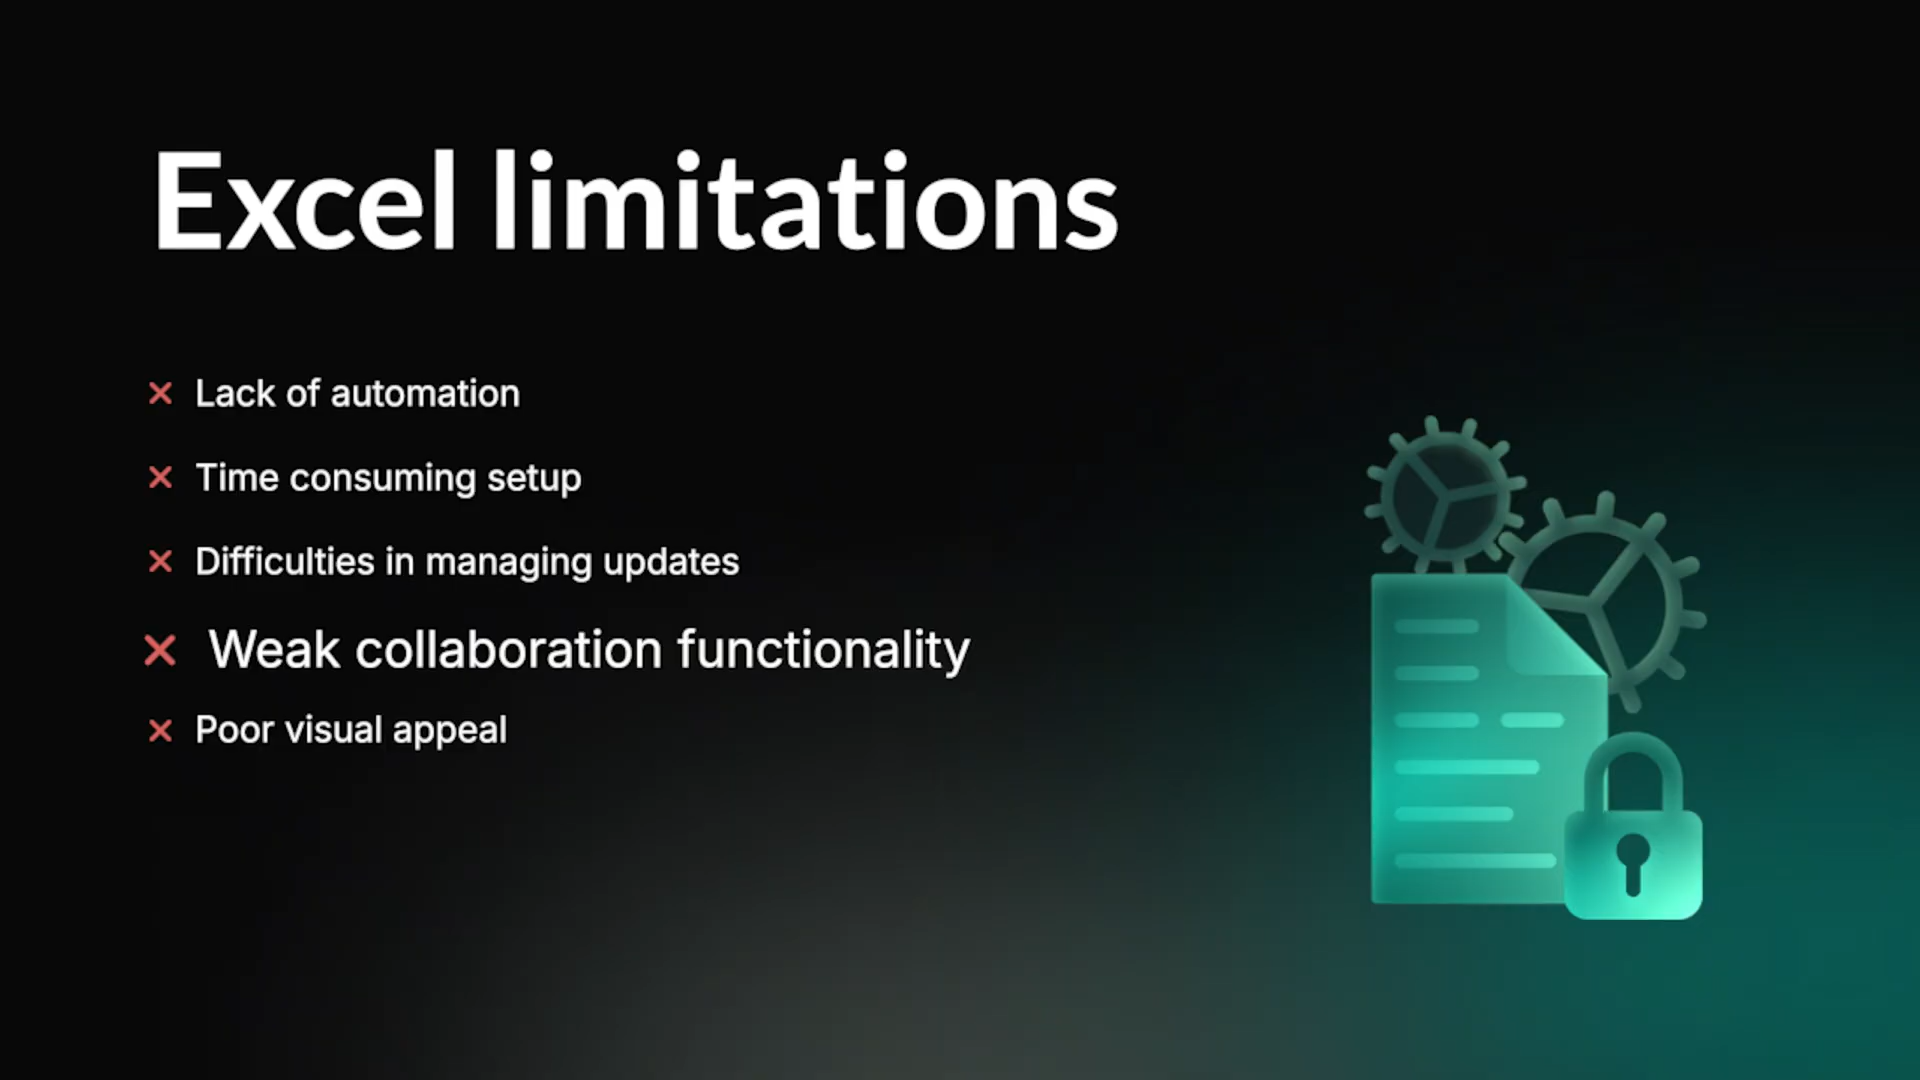 Excel limitations
Lack of automation
Time consuming setup
Difficulties in managing updates
Weak collaboration functionality
Poor visual appeal